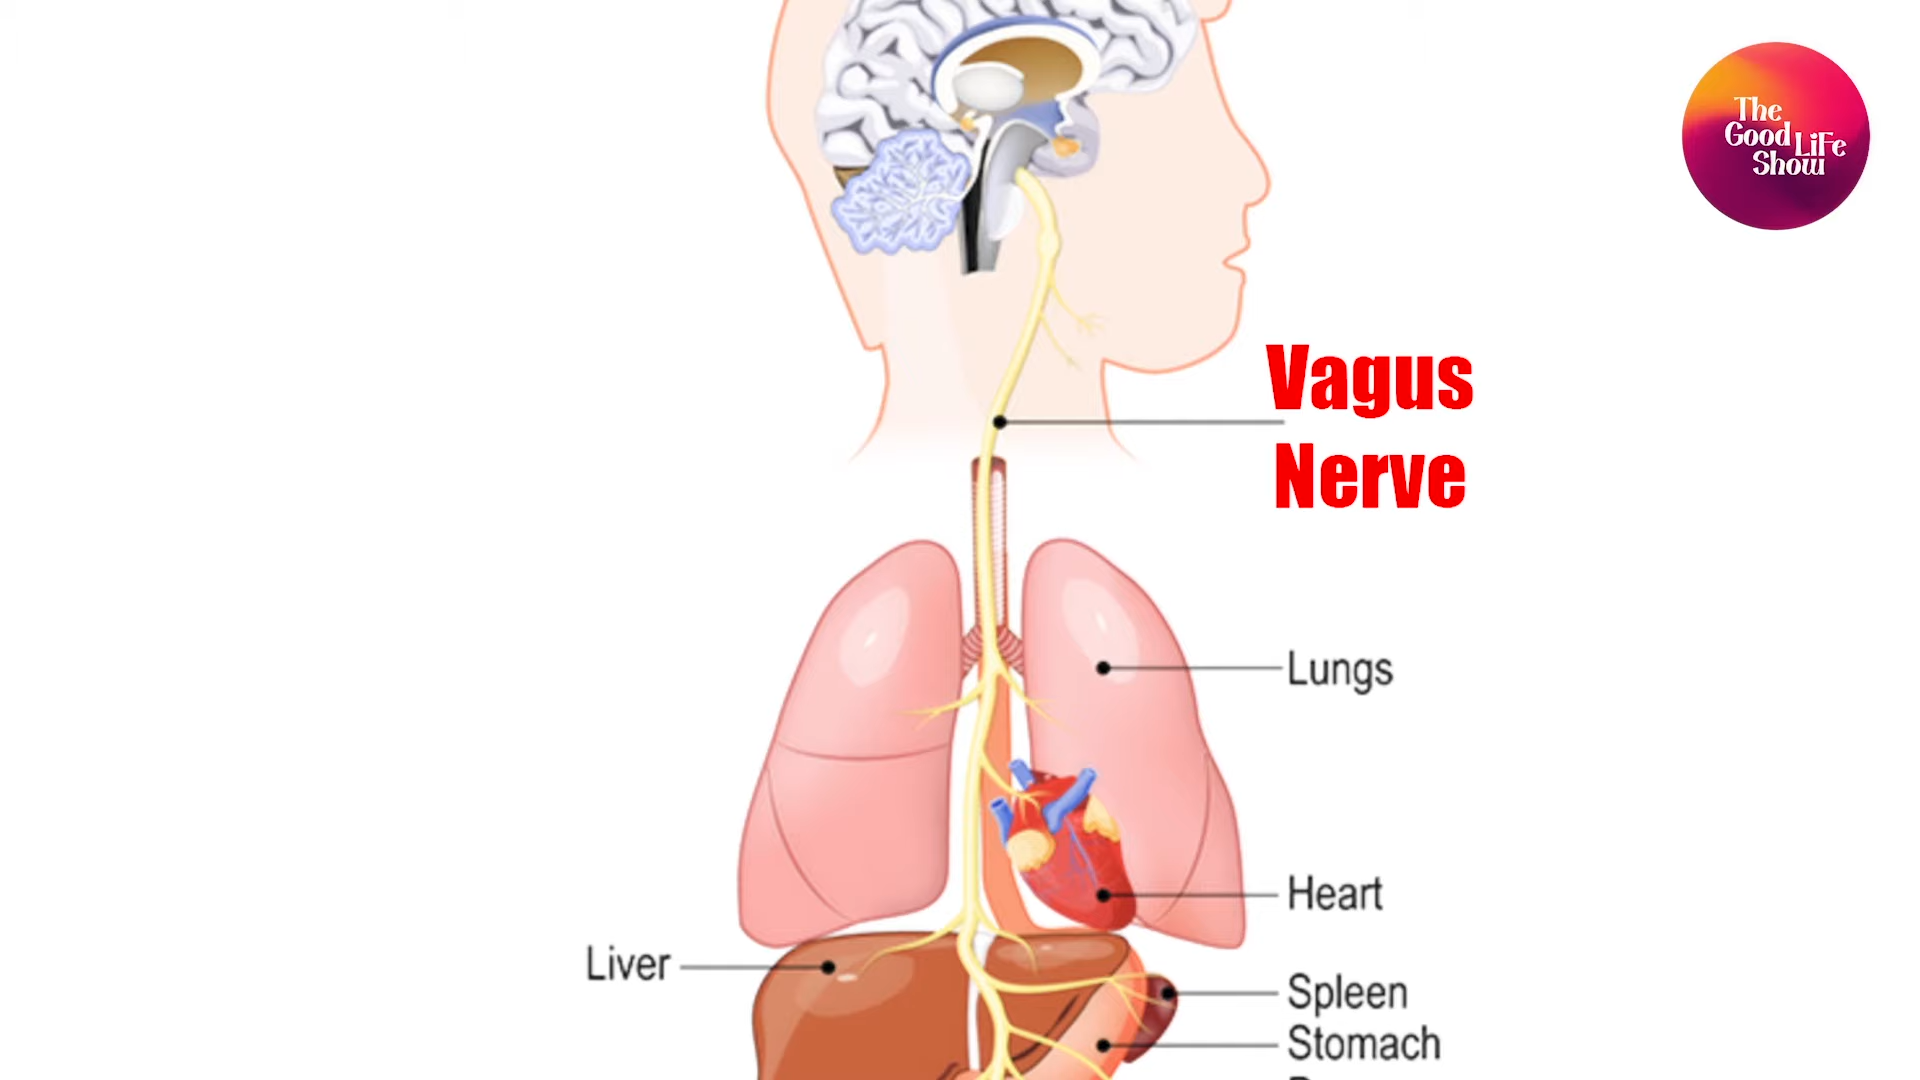 The
Good LiFe
Show
Vagus
Nerve
Lungs
Heart
Liver
Spleen
Stomach